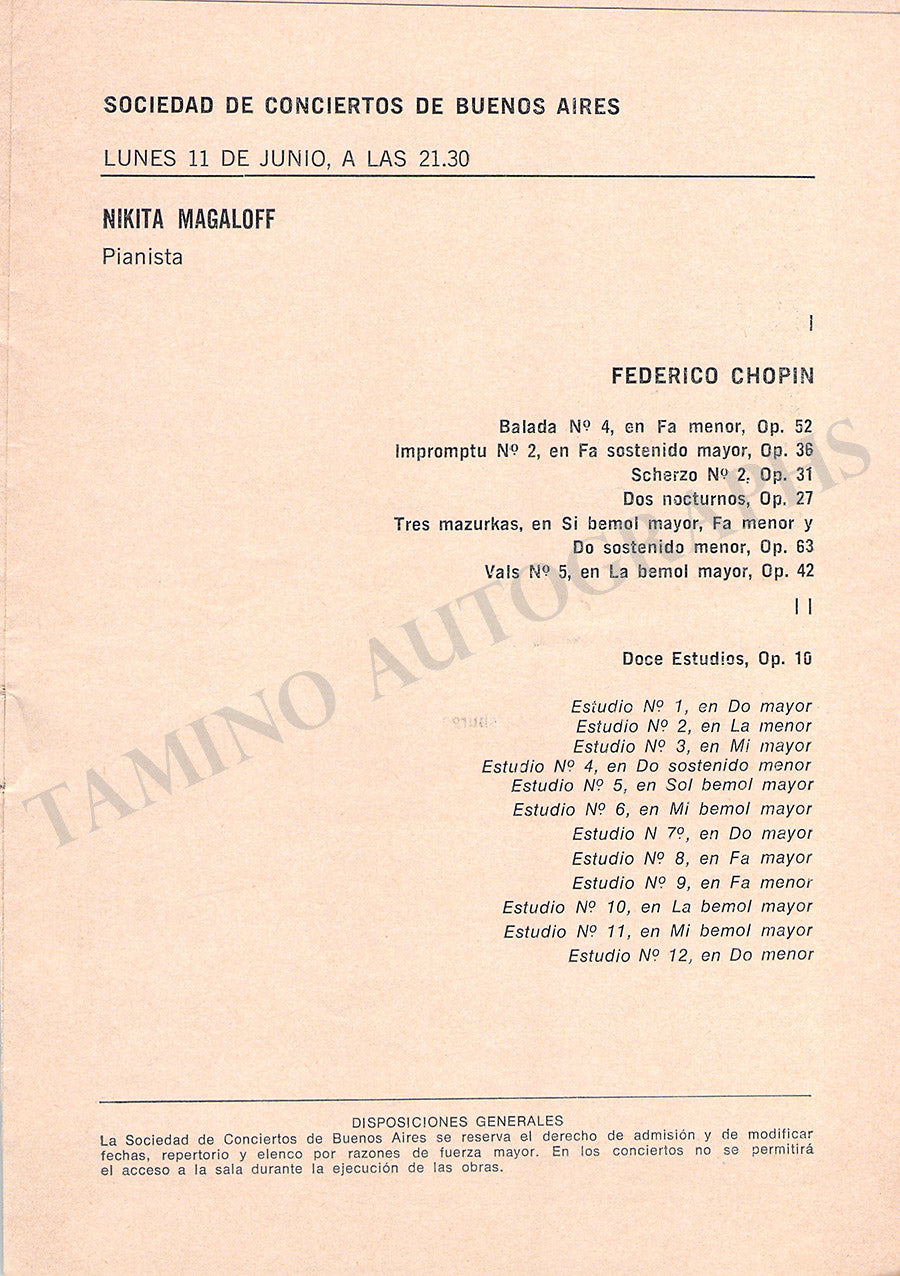 SOCIEDAD DE CONCIERTOS DE BUENOS AIRES
LUNES 11 DE JUNIO, A LAS 21.30
NIKITA MAGALOFF
Pianista
I
FEDERICO CHOPIN
Balada Nº 4, en Fa menor, Op. 52
Impromptu Nº 2, en Fa sostenido mayor, Op. 36
Scherzo Nº 2, Op. 31
Dos nocturnos, Op. 27
Tres mazurkas, en Si bemol mayor, Fa menor y
Do sostenido menor, Op. 63
Vals Nº 5, en La bemol mayor, Op. 42
II
Doce Estudios, Op. 10
Estudio Nº 1, en Do mayor
Estudio Nº 2, en La menor
Estudio Nº 3, en Mi mayor
Estudio Nº 4, en Do sostenido menor
Estudio Nº 5, en Sol bemol mayor
Estudio Nº 6, en Mi bemol mayor
Estudio N 7º, en Do mayor
Estudio Nº 8, en Fa mayor
Estudio Nº 9, en Fa menor
Estudio Nº 10, en La bemol mayor
Estudio Nº 11, en Mi bemol mayor
Estudio Nº 12, en Do menor
TAMINO AUTOGRAPHS
DISPOSICIONES GENERALES
La Sociedad de Conciertos de Buenos Aires se reserva el derecho de admisión y de modificar
fechas, repertorio y elenco por razones de fuerza mayor. En los conciertos no se permitirá
el acceso a la sala durante la ejecución de las obras.